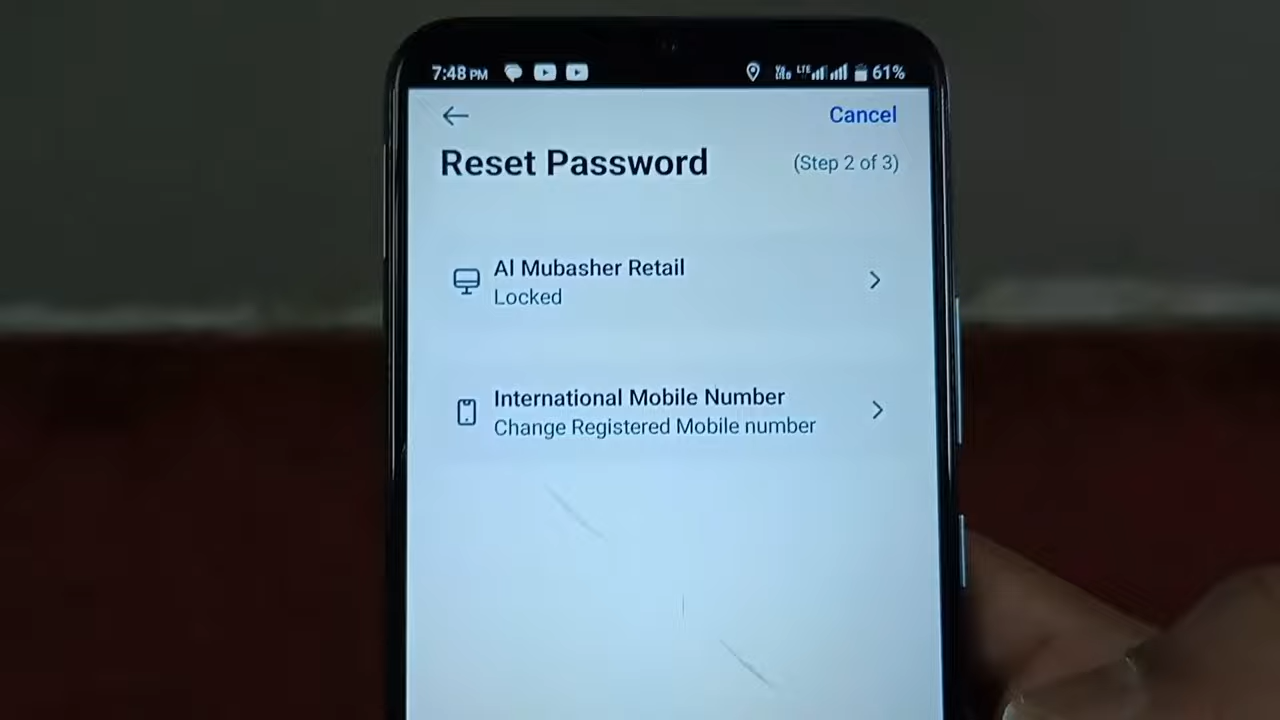 7:48 PM 61%
Cancel
Reset Password (Step 2 of 3)
Al Mubasher Retail
Locked
International Mobile Number
Change Registered Mobile number